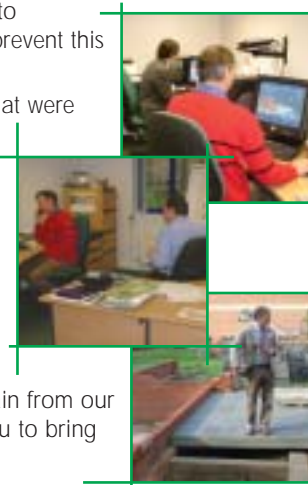 to
prevent this
at were
in from our
u to bring